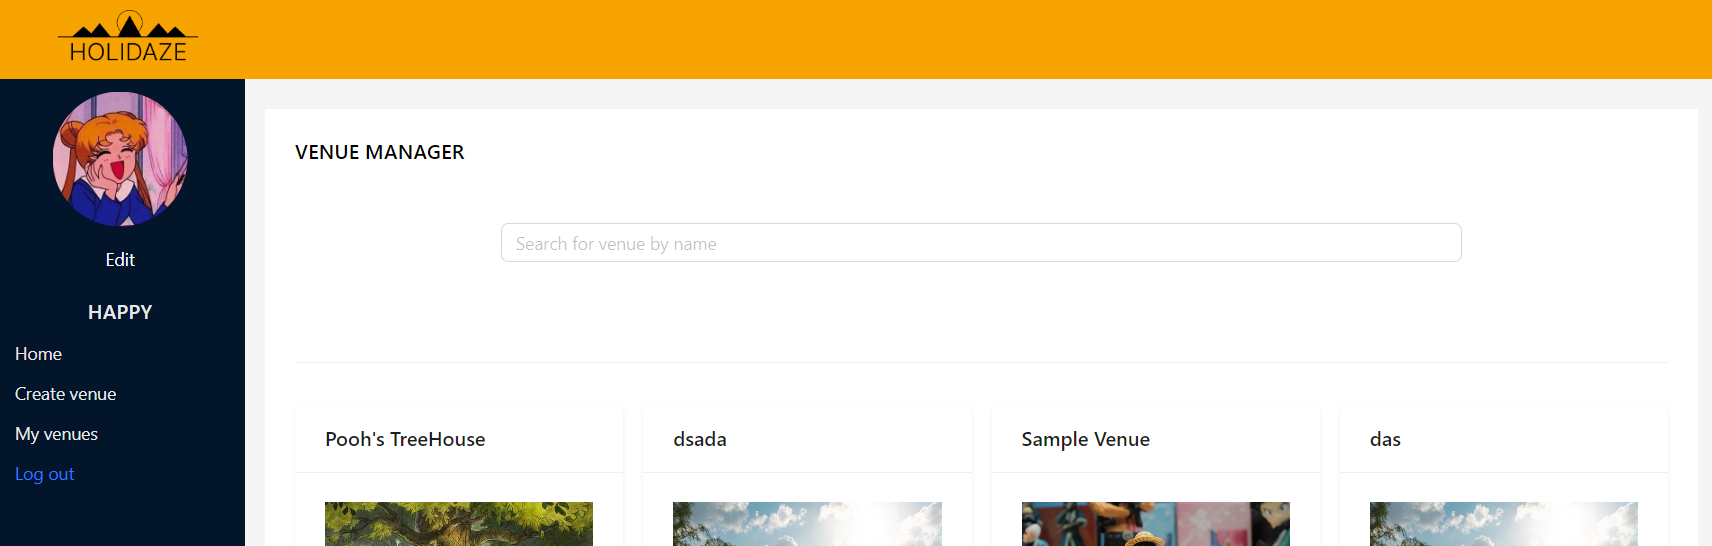 HOLIDAZE
Edit
HAPPY
Home
Create venue
My venues
Log out
VENUE MANAGER
Search for venue by name
Pooh's TreeHouse
dsada
Sample Venue
das